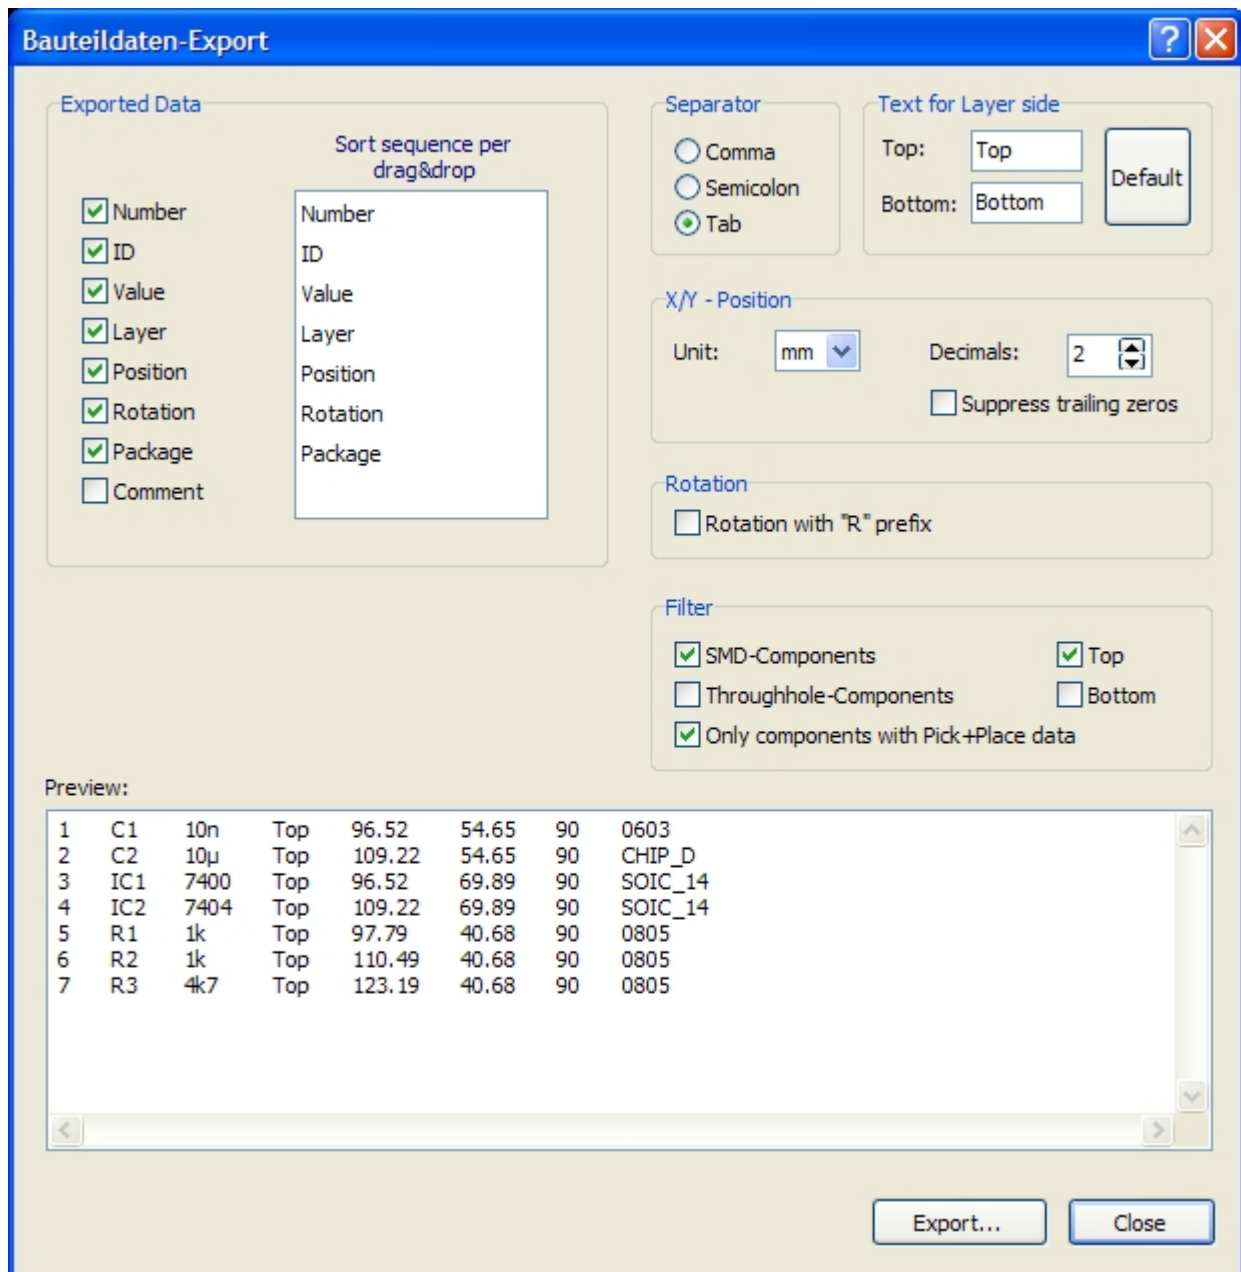 Bauteildaten-Export
Exported Data
Sort sequence per
drag&drop
Number
ID
Value
Layer
Position
Rotation
Package
Comment
Number
ID
Value
Layer
Position
Rotation
Package
Separator
Comma
Semicolon
Tab
Text for Layer side
Top: Top
Bottom: Bottom
Default
X/Y - Position
Unit: mm Decimals: 2
Suppress trailing zeros
Rotation
Rotation with "R" prefix
Filter
SMD-Components Top
Throughhole-Components Bottom
Only components with Pick+Place data
Preview:
1 C1 10n Top 96.52 54.65 90 0603
2 C2 10µ Top 109.22 54.65 90 CHIP_D
3 IC1 7400 Top 96.52 69.89 90 SOIC_14
4 IC2 7404 Top 109.22 69.89 90 SOIC_14
5 R1 1k Top 97.79 40.68 90 0805
6 R2 1k Top 110.49 40.68 90 0805
7 R3 4k7 Top 123.19 40.68 90 0805
Export... Close